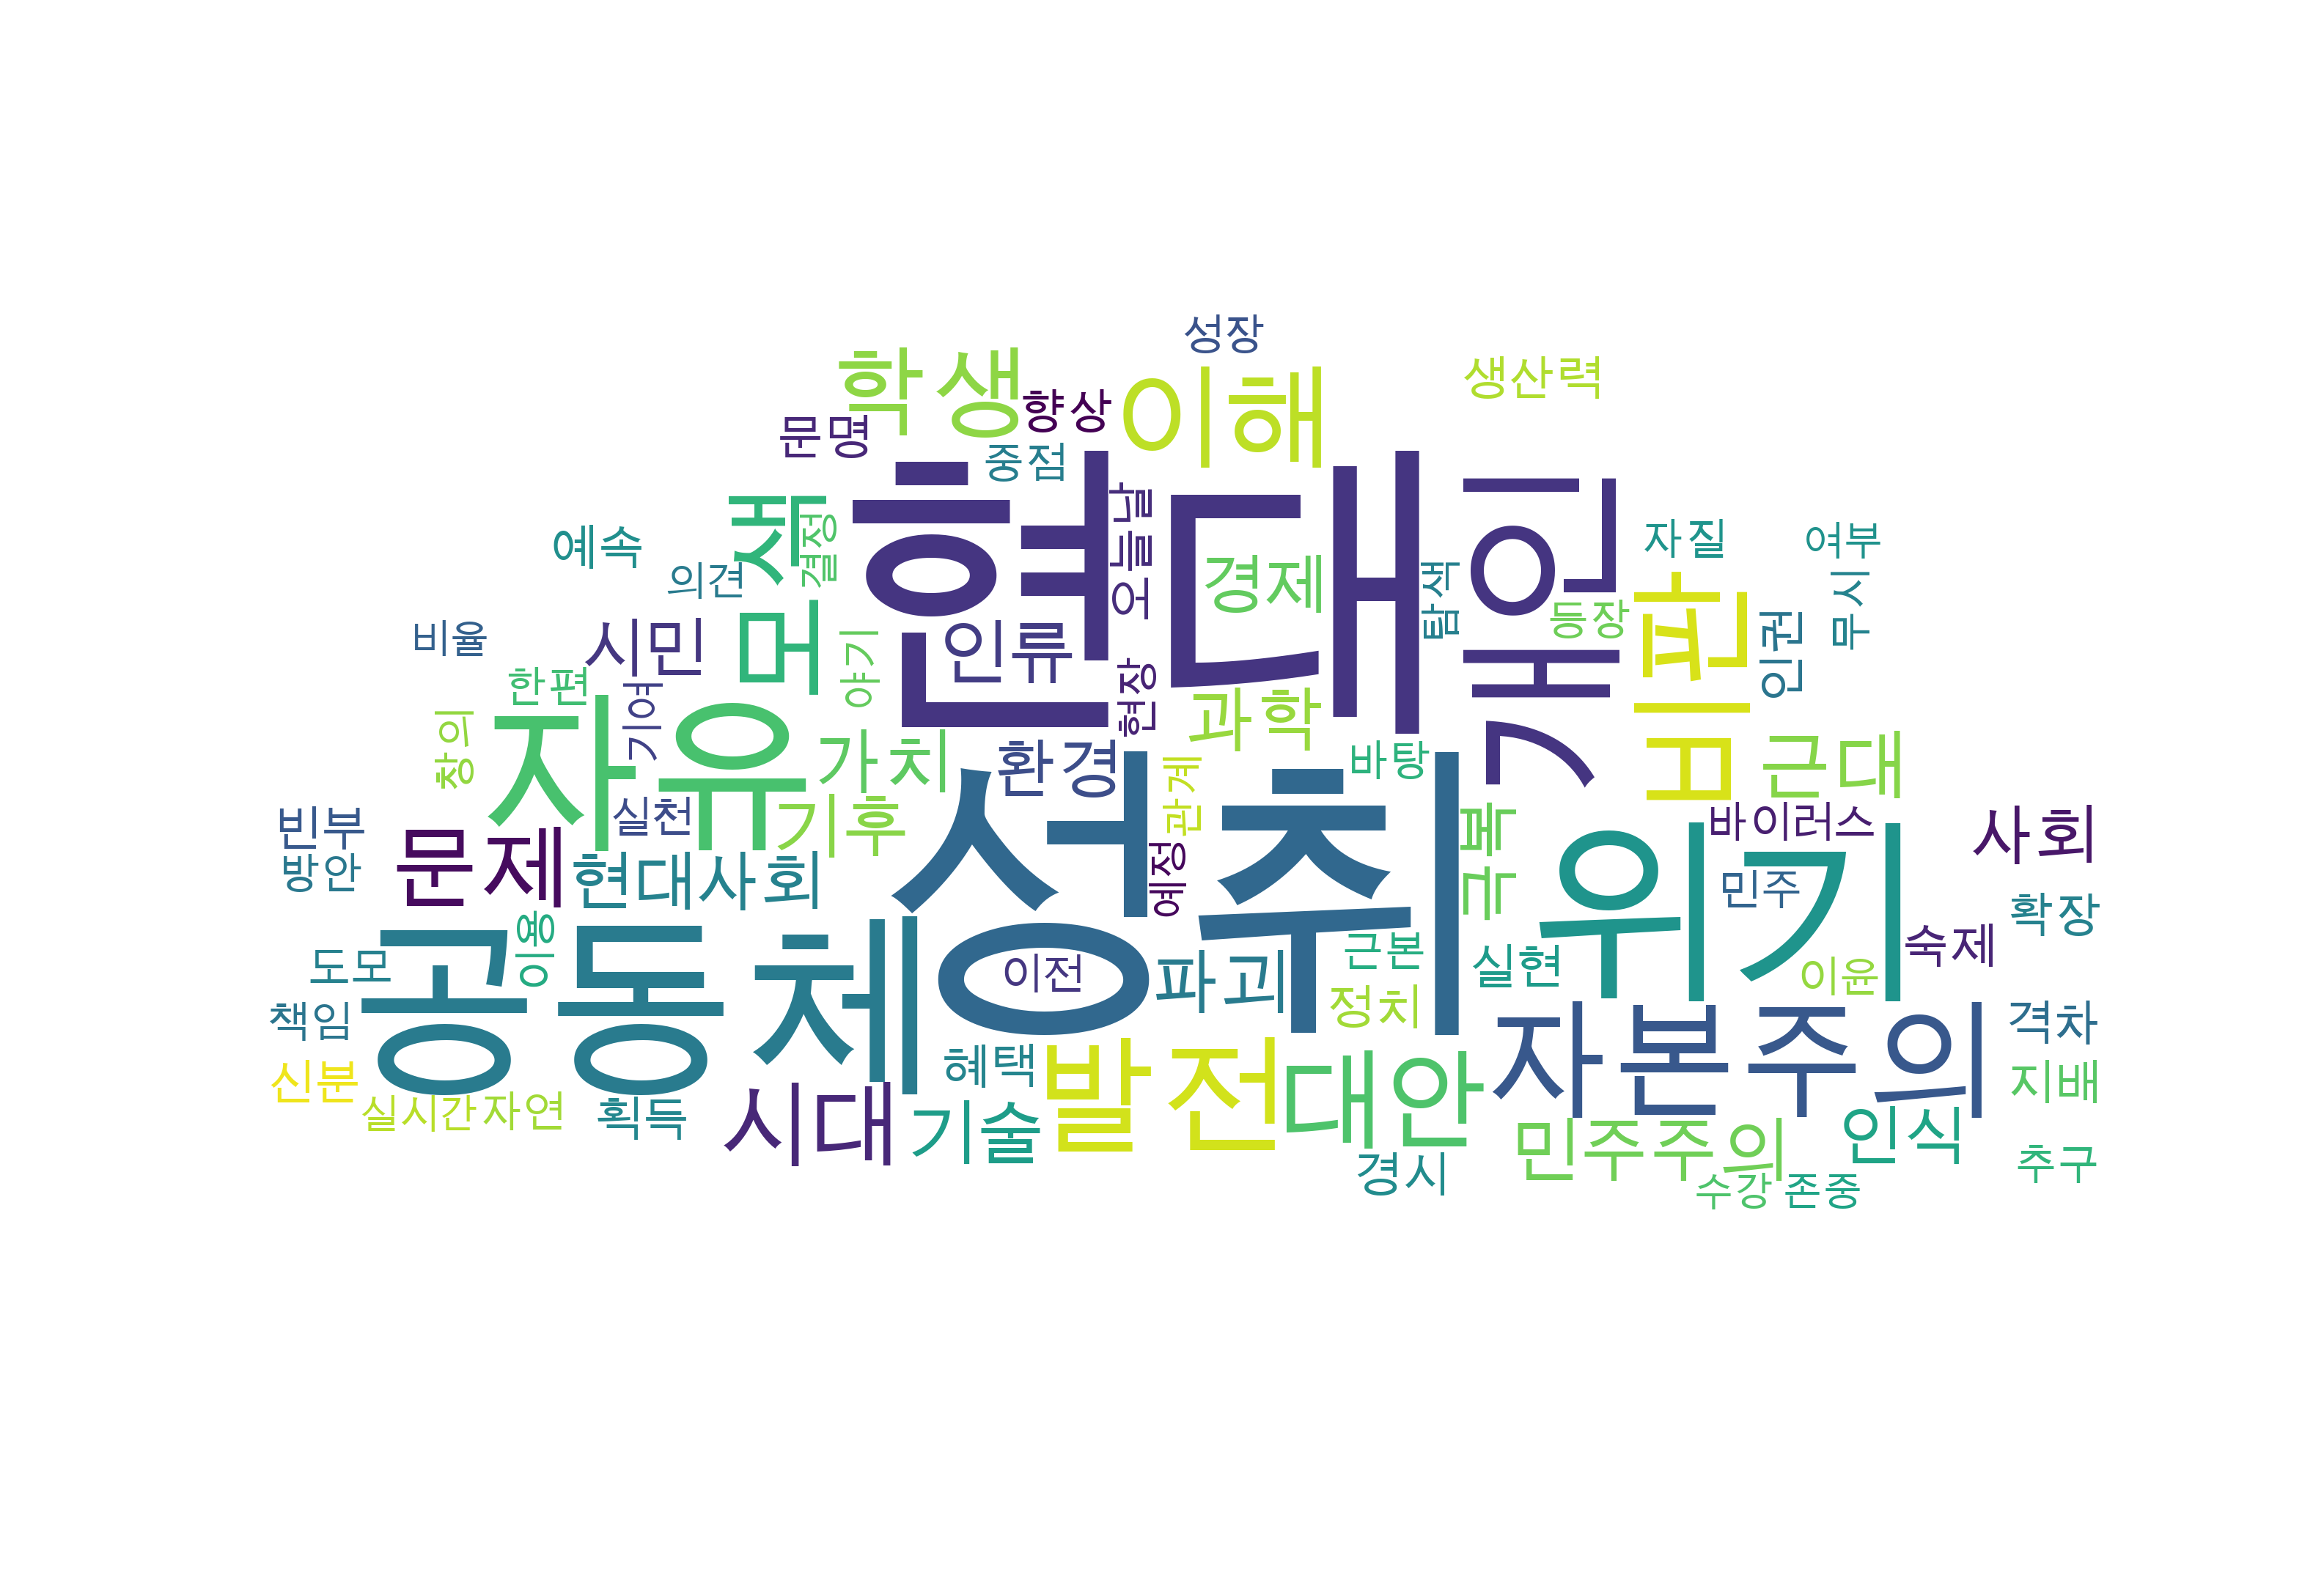 성장
학생
이해
생산력
향상
문명
중점
현대
개인
모색
오늘날
예속
결정
자질
여부
의견
경제
탐색
무시
등장
비판
인권
비율
시민
인류
야기
현장
한편
기여
과학
자유
항의
가치
환경
바탕
근대
관계
성취
실천
기후
빈부
극복
바이러스
사회
문제
현대사회
방안
예정
위기
민주
확장
공동체
이행
도모
이전
파괴
근본
실현
숙제
이윤
정치
책임
자본주의
격차
혜택
발전
대안
신분
지배
실시간
자연
획득
시대
기술
민주주의
인식
경시
추구
수강
존중